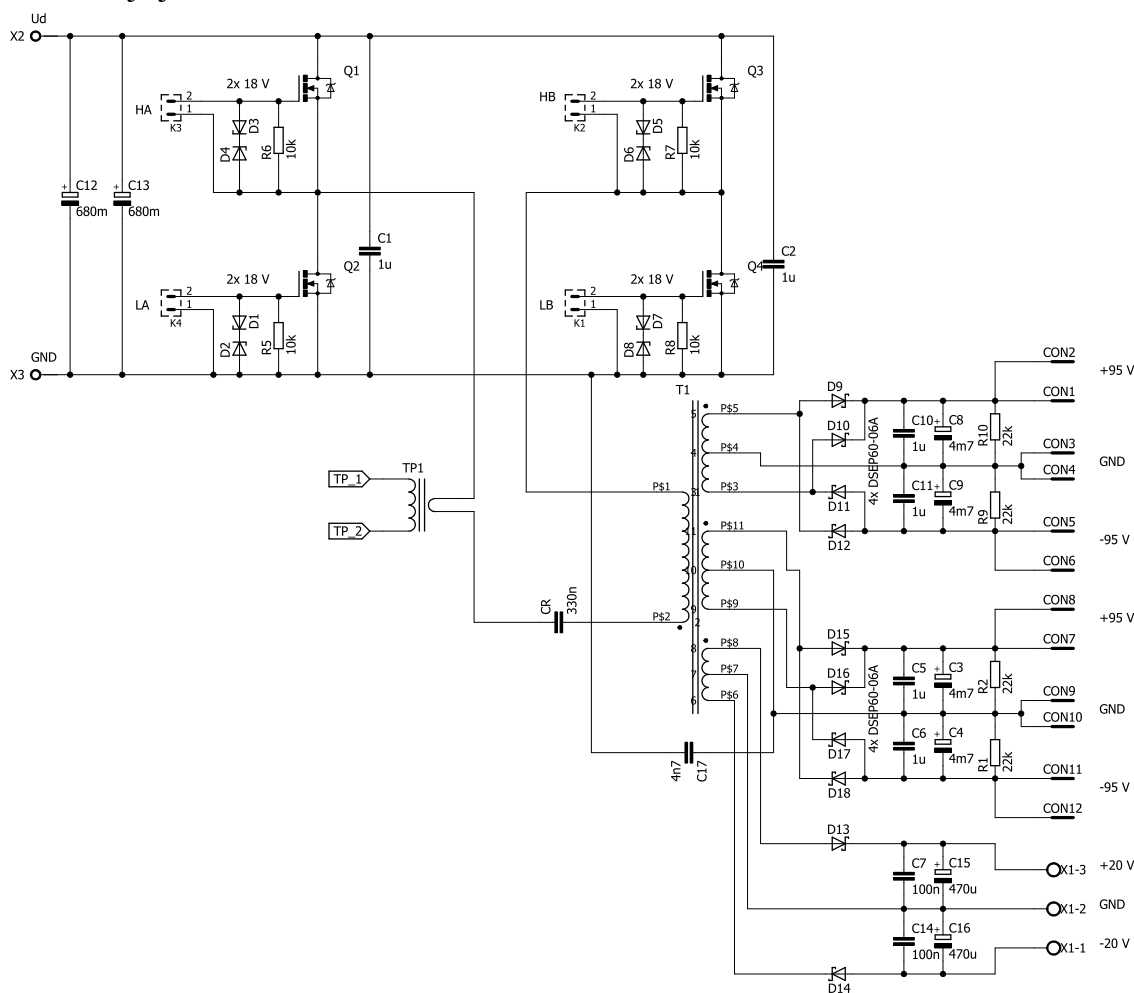 Ud
X2
Q1
Q3
2x 18 V
2x 18 V
HA
2
1
K3
D3
D4
R6
10k
HB
2
1
K2
D5
D6
R7
10k
+
C12
680m
+
C13
680m
C1
1u
C2
1u
Q2
Q4
2x 18 V
2x 18 V
LA
2
1
K4
D1
D2
R5
10k
LB
2
1
K1
D7
D8
R8
10k
GND
X3
T1
CON2
+95 V
CON1
D9
5
P$5
D10
C10
1u
+
C8
4m7
R10
22k
4
P$4
CON3
GND
CON4
4x DSEP60-06A
TP_1
TP1
P$1
3
1
P$3
D11
C11
1u
+
C9
4m7
R9
22k
TP_2
11
P$11
D12
CON5
-95 V
CON6
10
P$10
CR
330n
9
P$9
CON8
+95 V
P$2
2
8
P$8
D15
CON7
7
P$7
D16
C5
1u
+
C3
4m7
R2
22k
6
P$6
4x DSEP60-06A
CON9
GND
CON10
4n7
C17
D17
C6
1u
+
C4
4m7
R1
22k
D18
CON11
-95 V
CON12
D13
C7
100n
+
C15
470u
X1-3
+20 V
X1-2
GND
C14
100n
+
C16
470u
X1-1
-20 V
D14